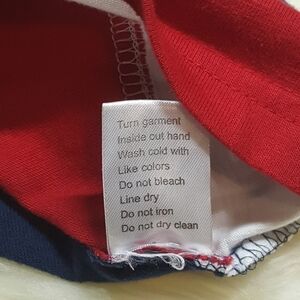 Turn garment
Inside out hand
Wash cold with
Like colors
Do not bleach
Line dry
Do not iron
Do not dry clean